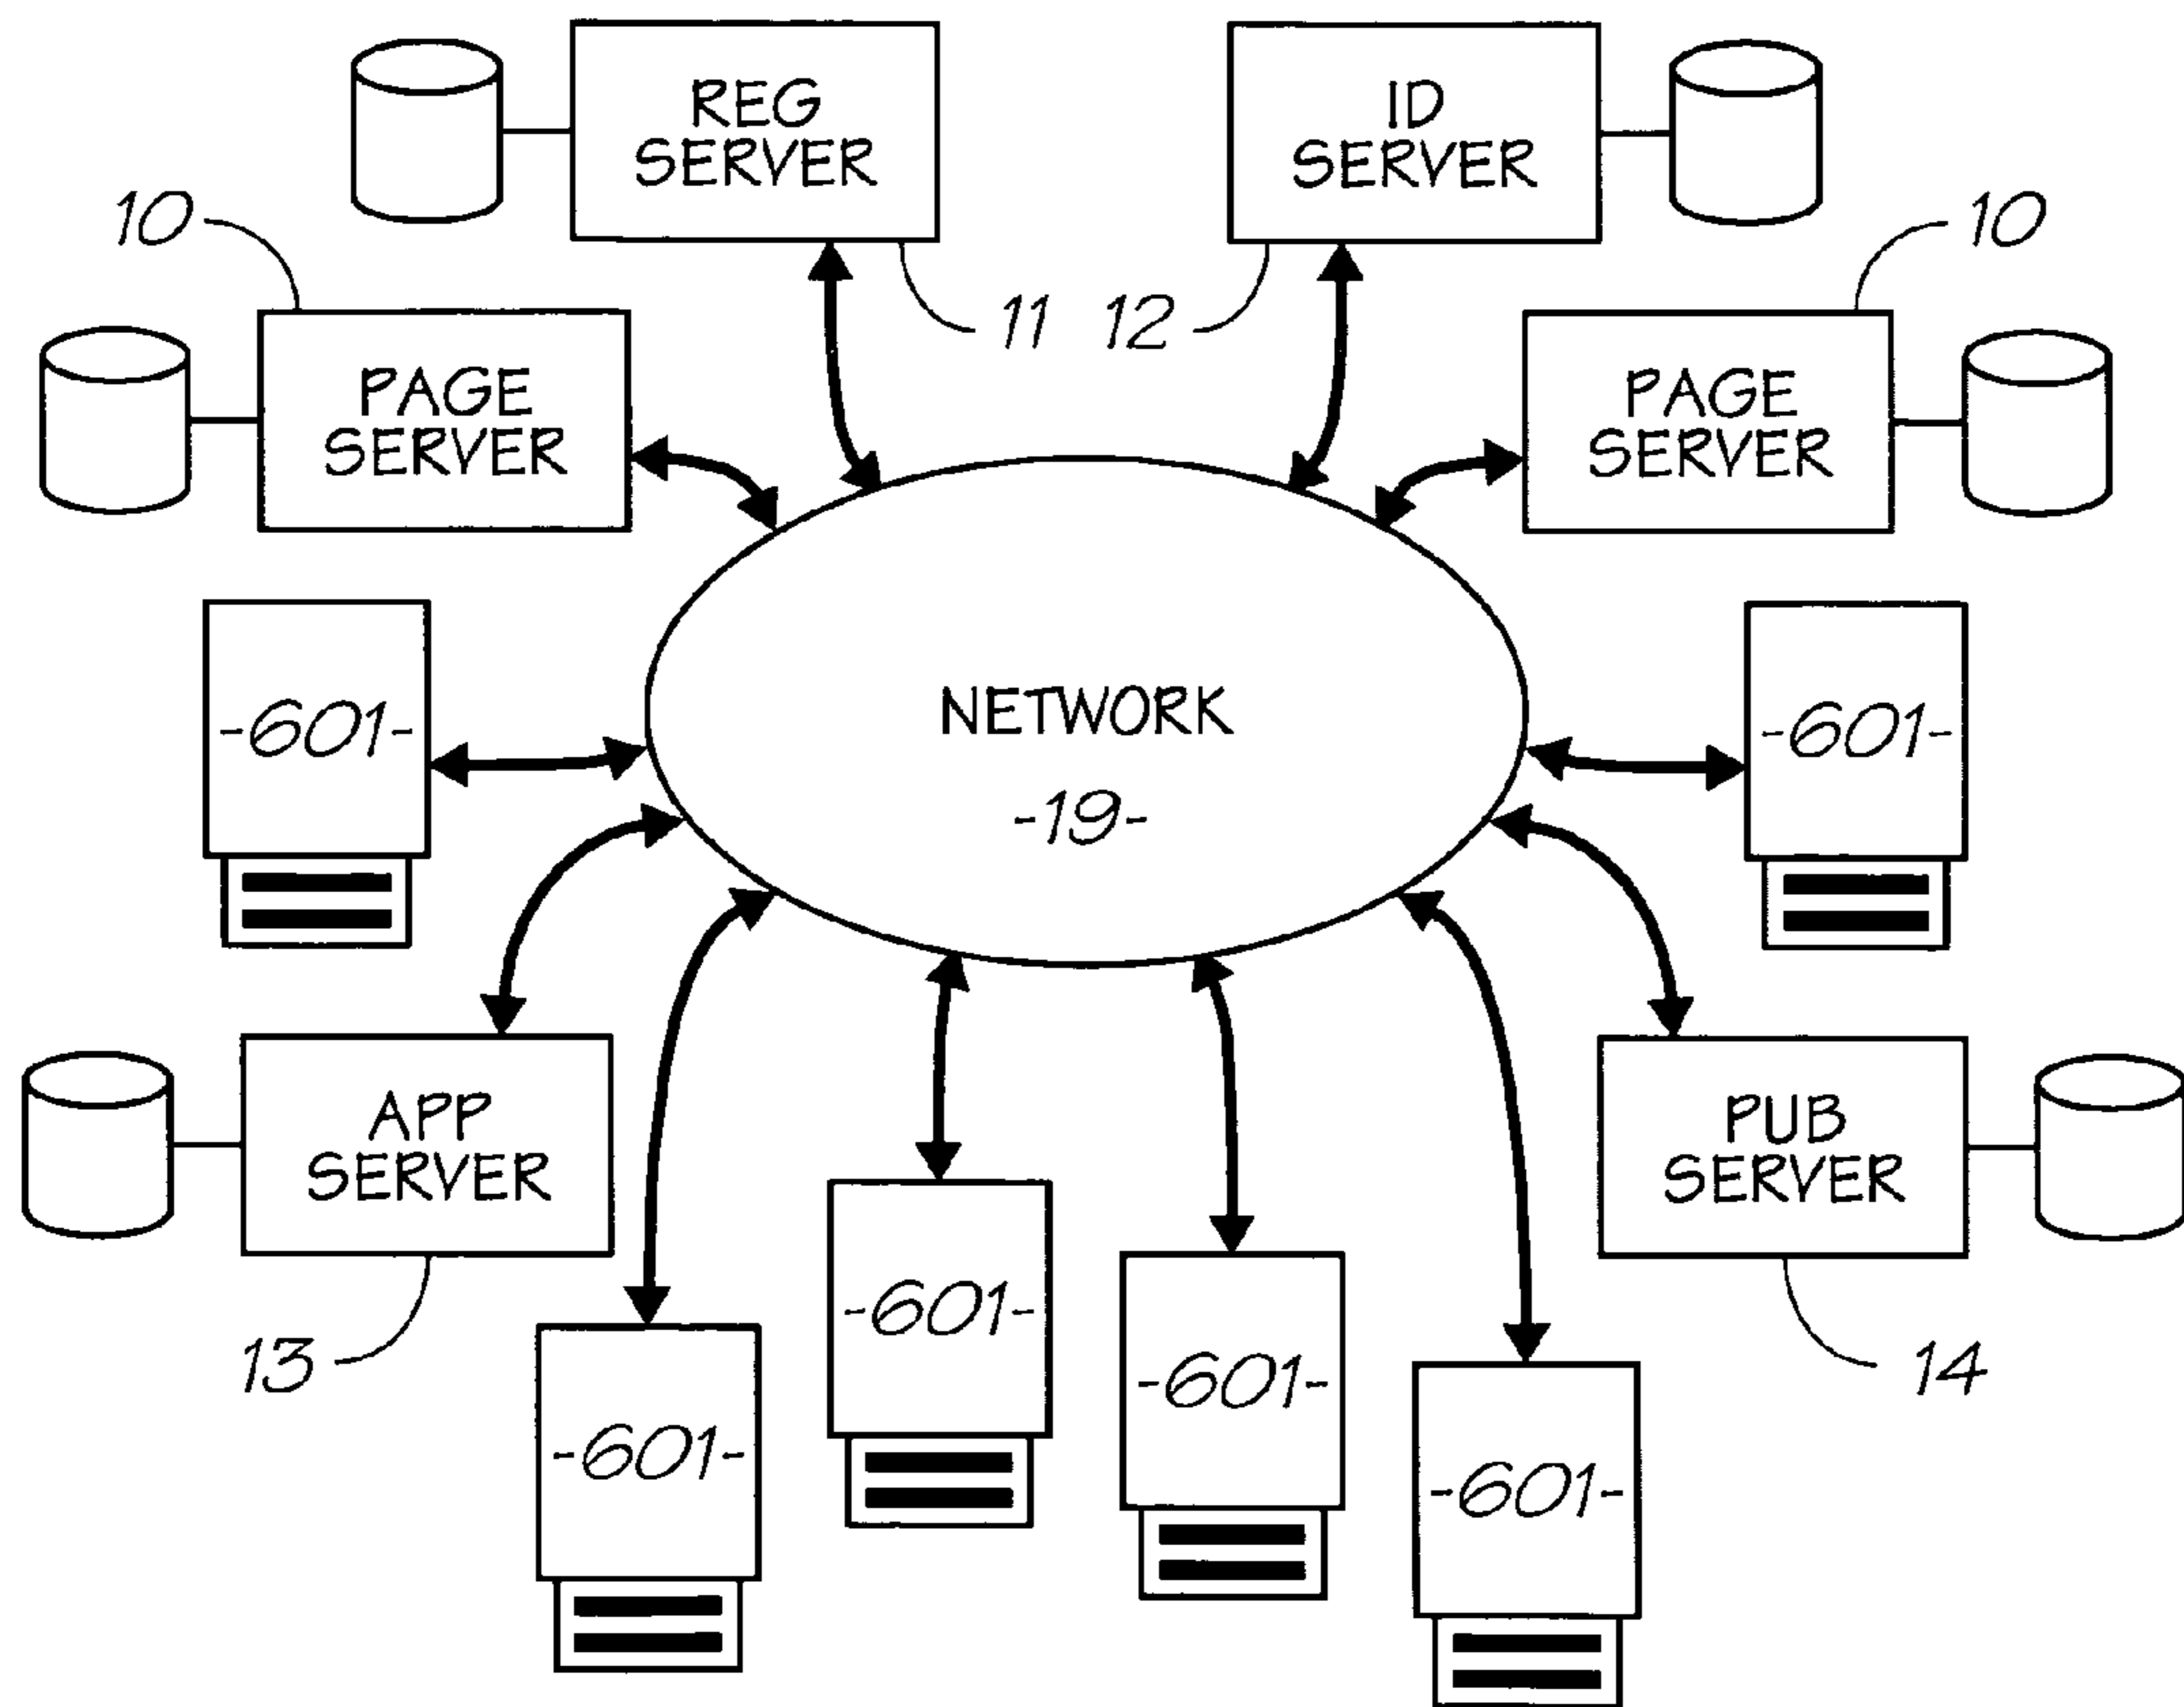 REG
SERVER
ID
SERVER
10
10
11
12
PAGE
SERVER
PAGE
SERVER
-601-
NETWORK
-19-
-601-
APP
SERVER
PUB
SERVER
13
-601-
-601-
-601-
-601-
14